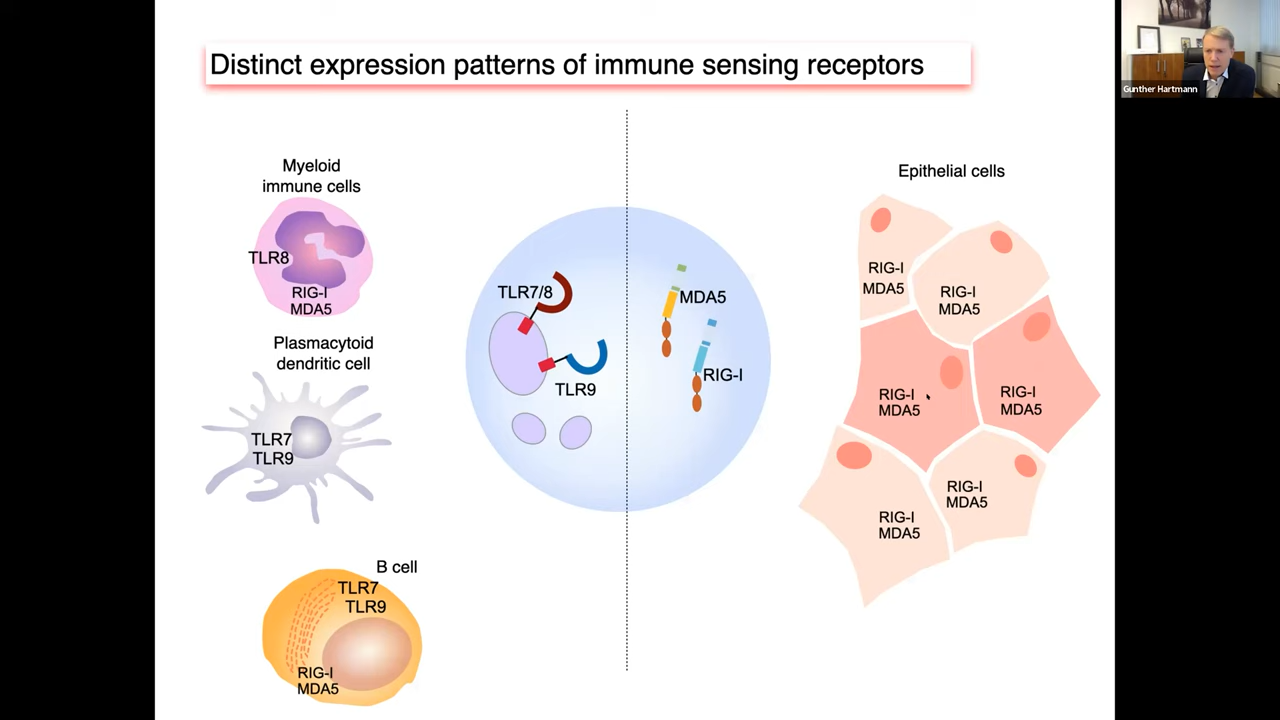 Distinct expression patterns of immune sensing receptors
Gunther Hartmann
Myeloid
immune cells
TLR8
RIG-I
MDA5
Plasmacytoid
dendritic cell
TLR7
TLR9
B cell
TLR7
TLR9
RIG-I
MDA5
TLR7/8
TLR9
MDA5
RIG-I
Epithelial cells
RIG-I
MDA5
RIG-I
MDA5
RIG-I
MDA5
RIG-I
MDA5
RIG-I
MDA5
RIG-I
MDA5